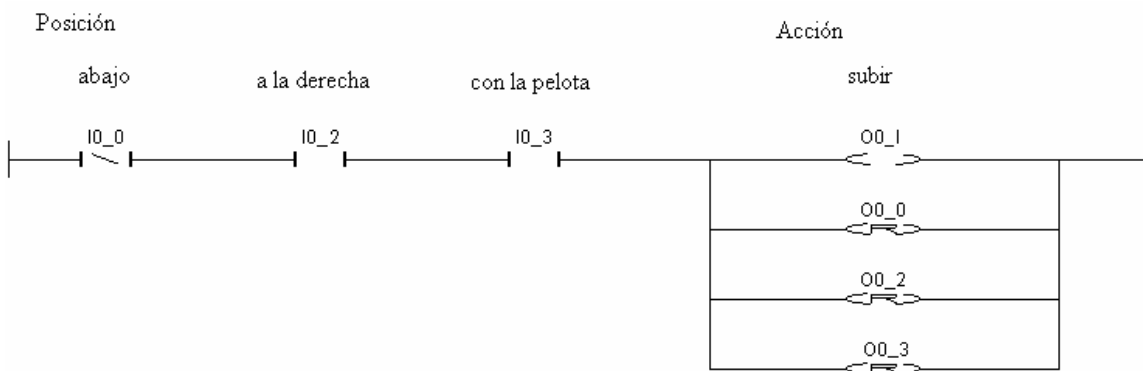 Posición
Acción
abajo
a la derecha
con la pelota
subir
I0_0
I0_2
I0_3
O0_1
O0_0
R
O0_2
R
O0_3
R